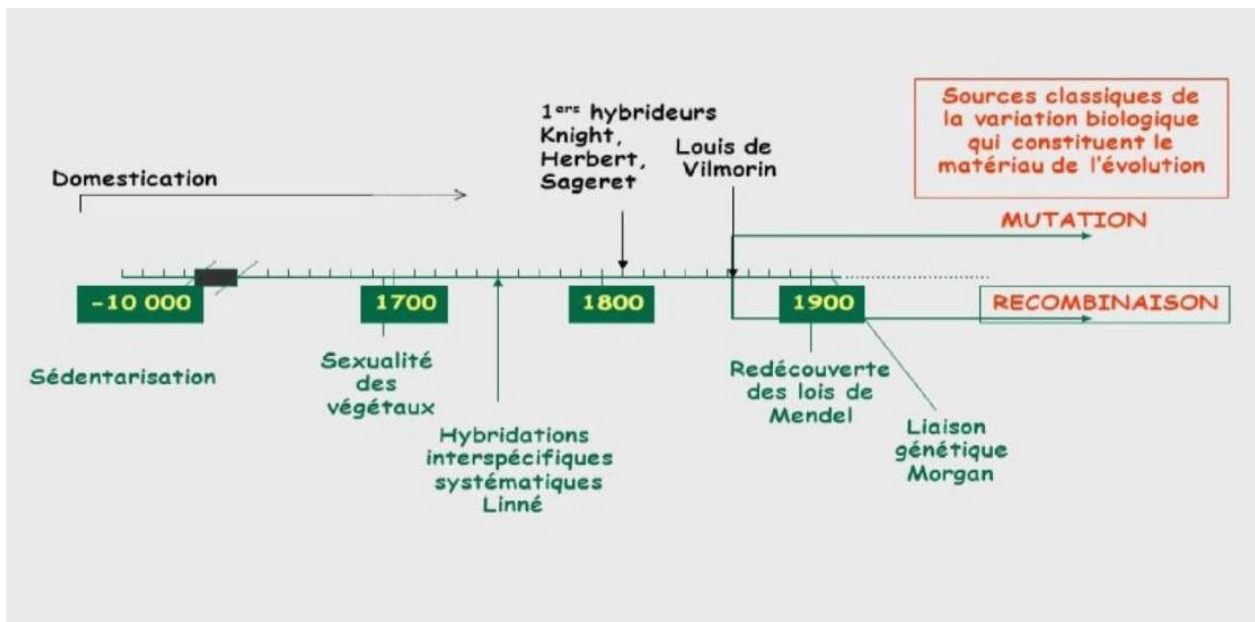 Sources classiques de
la variation biologique
qui constituent le
matériau de l'évolution
1ers hybrideurs
Knight,
Herbert,
Sageret
Louis de
Vilmorin
Domestication
MUTATION
-10 000
1700
1800
1900
RECOMBINAISON
Sédentarisation
Sexualité
des
végétaux
Redécouverte
des lois de
Mendel
Hybridations
interspécifiques
systématiques
Linné
Liaison
génétique
Morgan